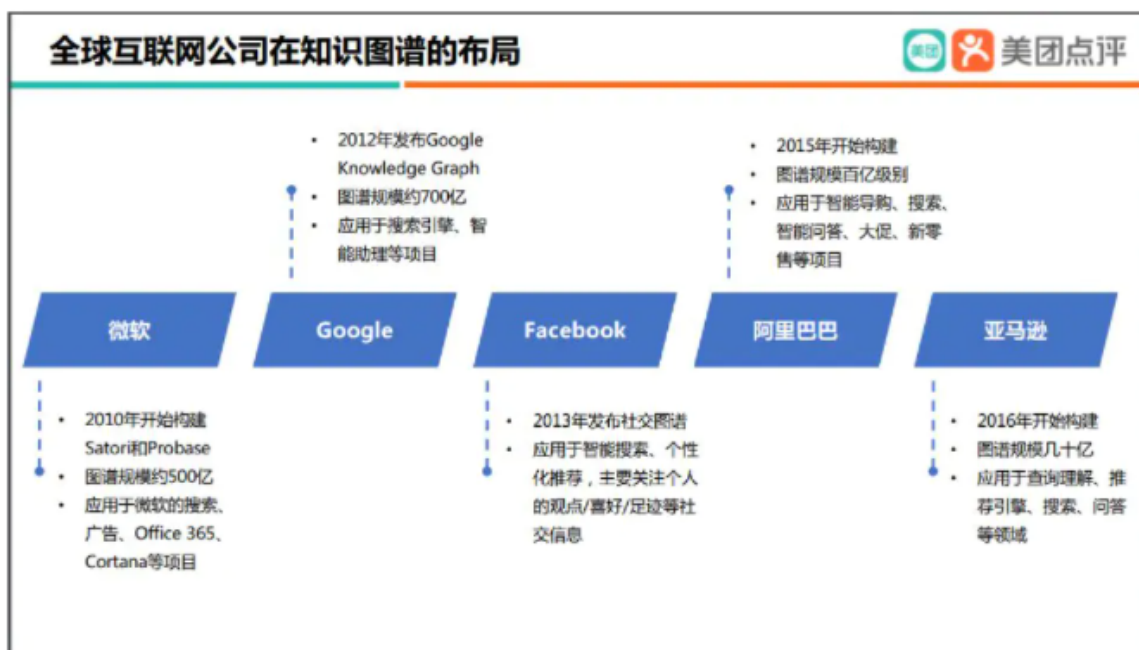 全球互联网公司在知识图谱的布局
美团
美团点评
• 2012年发布Google
Knowledge Graph
• 图谱规模约700亿
• 应用于搜索引擎、智
能助理等项目
• 2015年开始构建
• 图谱规模百亿级别
• 应用于智能导购、搜索、
智能问答、大促、新零
售等项目
微软
Google
Facebook
阿里巴巴
亚马逊
• 2010年开始构建
Satori和Probase
• 图谱规模约500亿
• 应用于微软的搜索、
广告、Office 365、
Cortana等项目
• 2013年发布社交图谱
• 应用于智能搜索、个性
化推荐，主要关注个人
的观点/喜好/足迹等社
交信息
• 2016年开始构建
• 图谱规模几十亿
• 应用于查询理解、推
荐引擎、搜索、问答
等领域